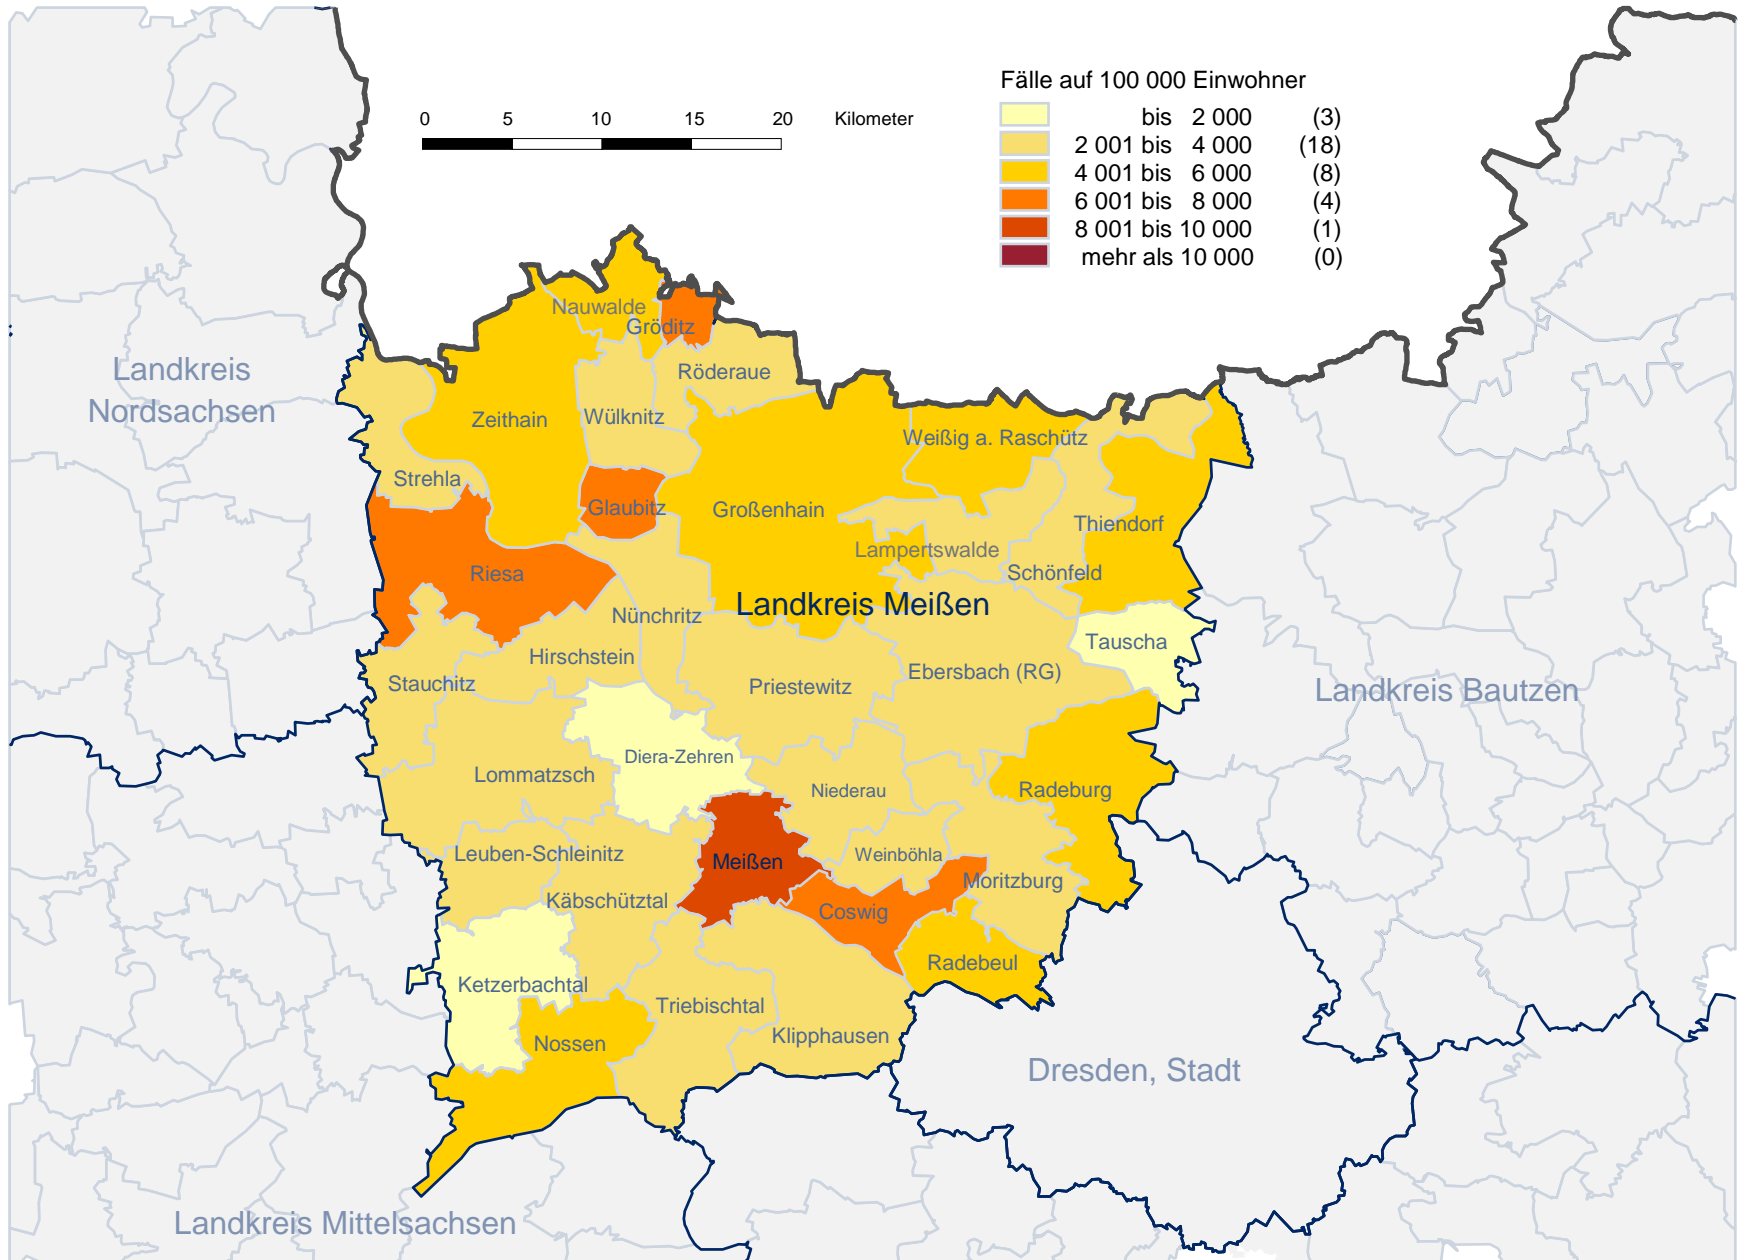 Fälle auf 100 000 Einwohner
bis 2 000 (3)
2 001 bis 4 000 (18)
4 001 bis 6 000 (8)
6 001 bis 8 000 (4)
8 001 bis 10 000 (1)
mehr als 10 000 (0)
0 5 10 15 20 Kilometer
Nauwalde
Gröditz
Landkreis
Nordsachsen
Röderaue
Zeithain
Wülknitz
Weißig a. Raschütz
Strehla
Glaubitz
Großenhain
Thiendorf
Lampertswalde
Riesa
Schönfeld
Landkreis Meißen
Nünchritz
Tauscha
Hirschstein
Ebersbach (RG)
Stauchitz
Priestewitz
Landkreis Bautzen
Diera-Zehren
Lommatzsch
Niederau
Radeburg
Leuben-Schleinitz
Meißen
Weinböhla
Moritzburg
Käbschütztal
Coswig
Radebeul
Ketzerbachtal
Triebischtal
Klipphausen
Nossen
Dresden, Stadt
Landkreis Mittelsachsen